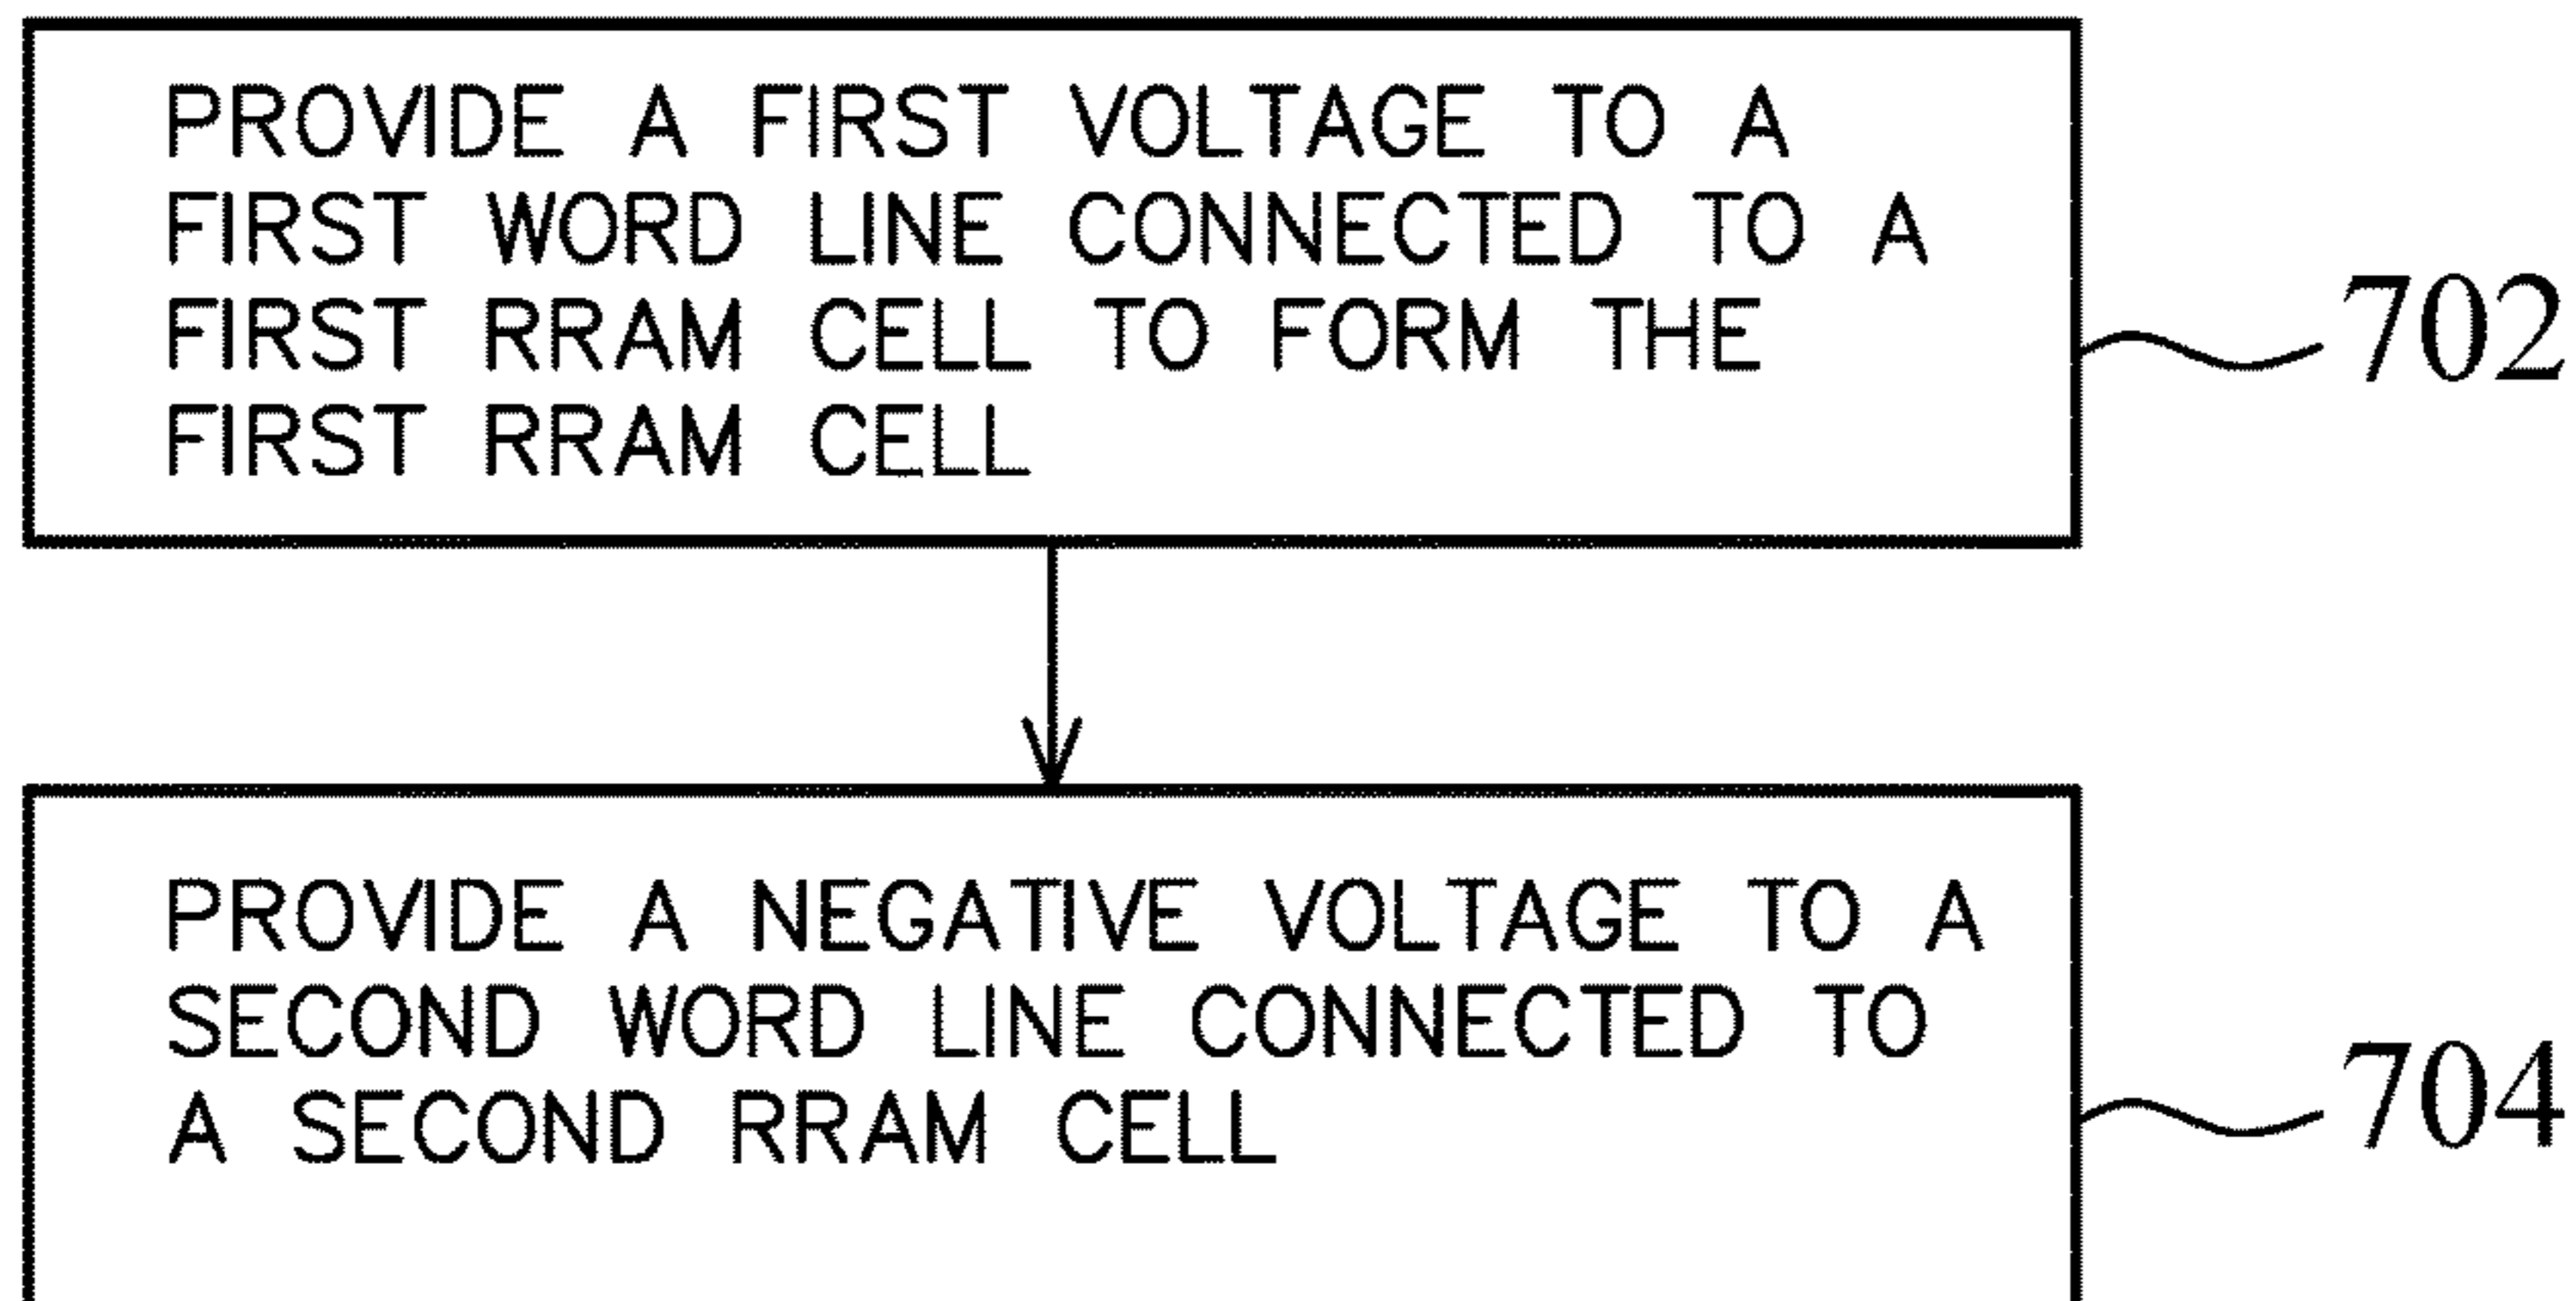 PROVIDE A FIRST VOLTAGE TO A
FIRST WORD LINE CONNECTED TO A
FIRST RRAM CELL TO FORM THE
FIRST RRAM CELL
702
PROVIDE A NEGATIVE VOLTAGE TO A
SECOND WORD LINE CONNECTED TO
A SECOND RRAM CELL
704